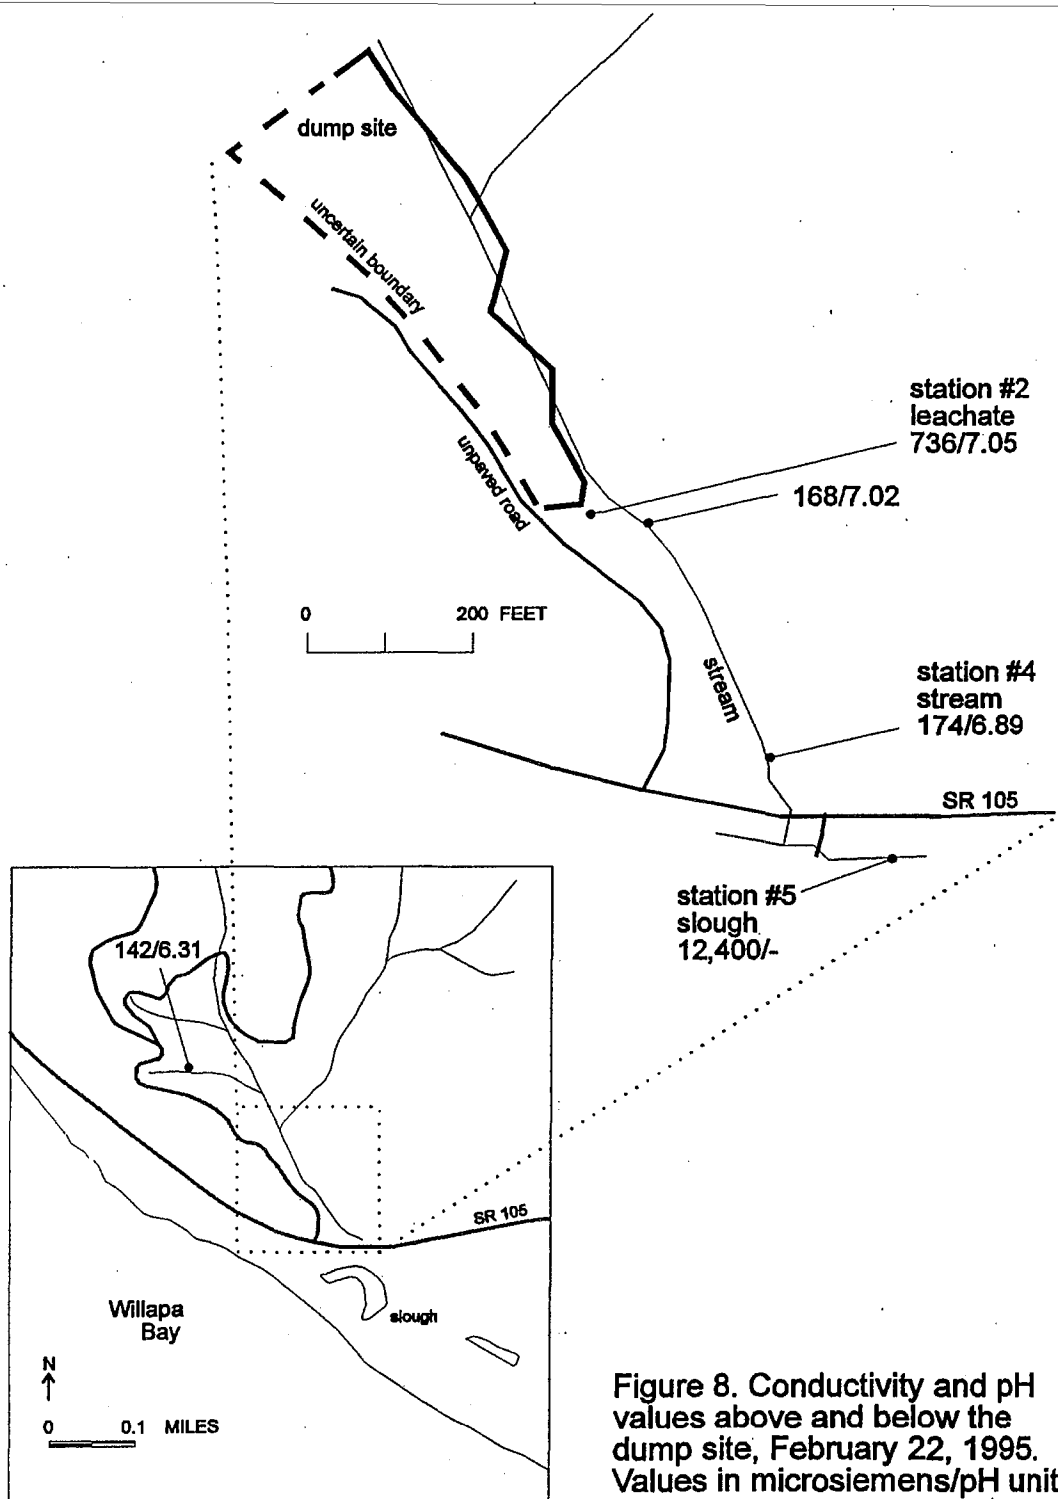 dump site
uncertain boundary
unpaved road
station #2
leachate
736/7.05
168/7.02
0 200 FEET
stream
station #4
stream
174/6.89
SR 105
station #5
slough
12,400/-
142/6.31
SR 105
slough
Willapa
Bay
N
0 0.1 MILES
Figure 8. Conductivity and pH
values above and below the
dump site, February 22, 1995.
Values in microsiemens/pH unit